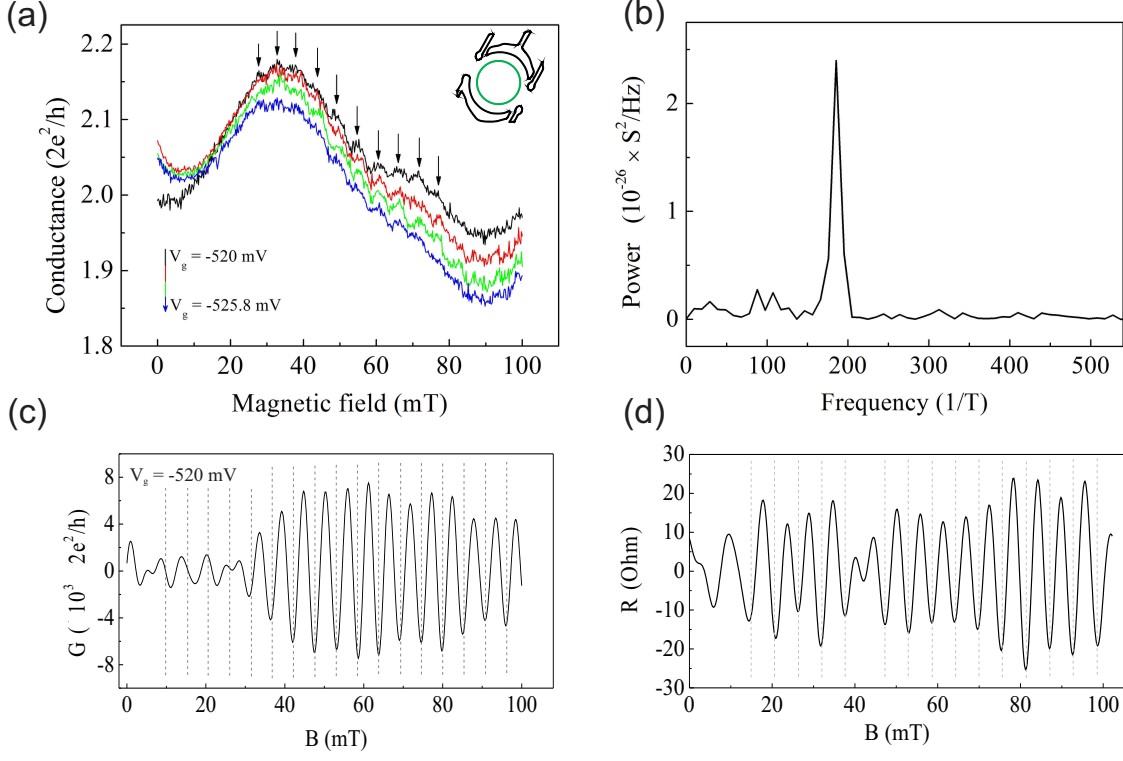 (a)
2.2
2.1
2.0
1.9
1.8
Conductance (2e²/h)
V_g = -520 mV
V_g = -525.8 mV
0 20 40 60 80 100
Magnetic field (mT)
(b)
2
1
0
Power (10⁻²⁶ × S²/Hz)
0 100 200 300 400 500
Frequency (1/T)
(c)
V_g = -520 mV
8
4
0
-4
-8
G ( 10³ 2e²/h)
0 20 40 60 80 100
B (mT)
(d)
30
20
10
0
-10
-20
-30
R (Ohm)
0 20 40 60 80 100
B (mT)